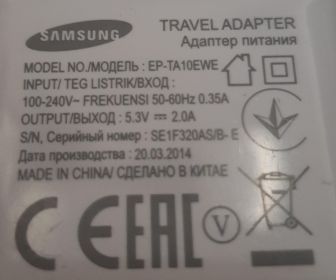 SAMSUNG
TRAVEL ADAPTER
Адаптер питания
MODEL NO./МОДЕЛЬ : EP-TA10EWE
INPUT/ TEG LISTRIK/ВХОД :
100-240V~ FREKUENSI 50-60Hz 0.35A
OUTPUT/ВЫХОД : 5.3V ⎓ 2.0A
S/N, Серийный номер : SE1F320AS/B- E
Дата производства : 20.03.2014
MADE IN CHINA/ СДЕЛАНО В КИТАЕ
CE EAC V